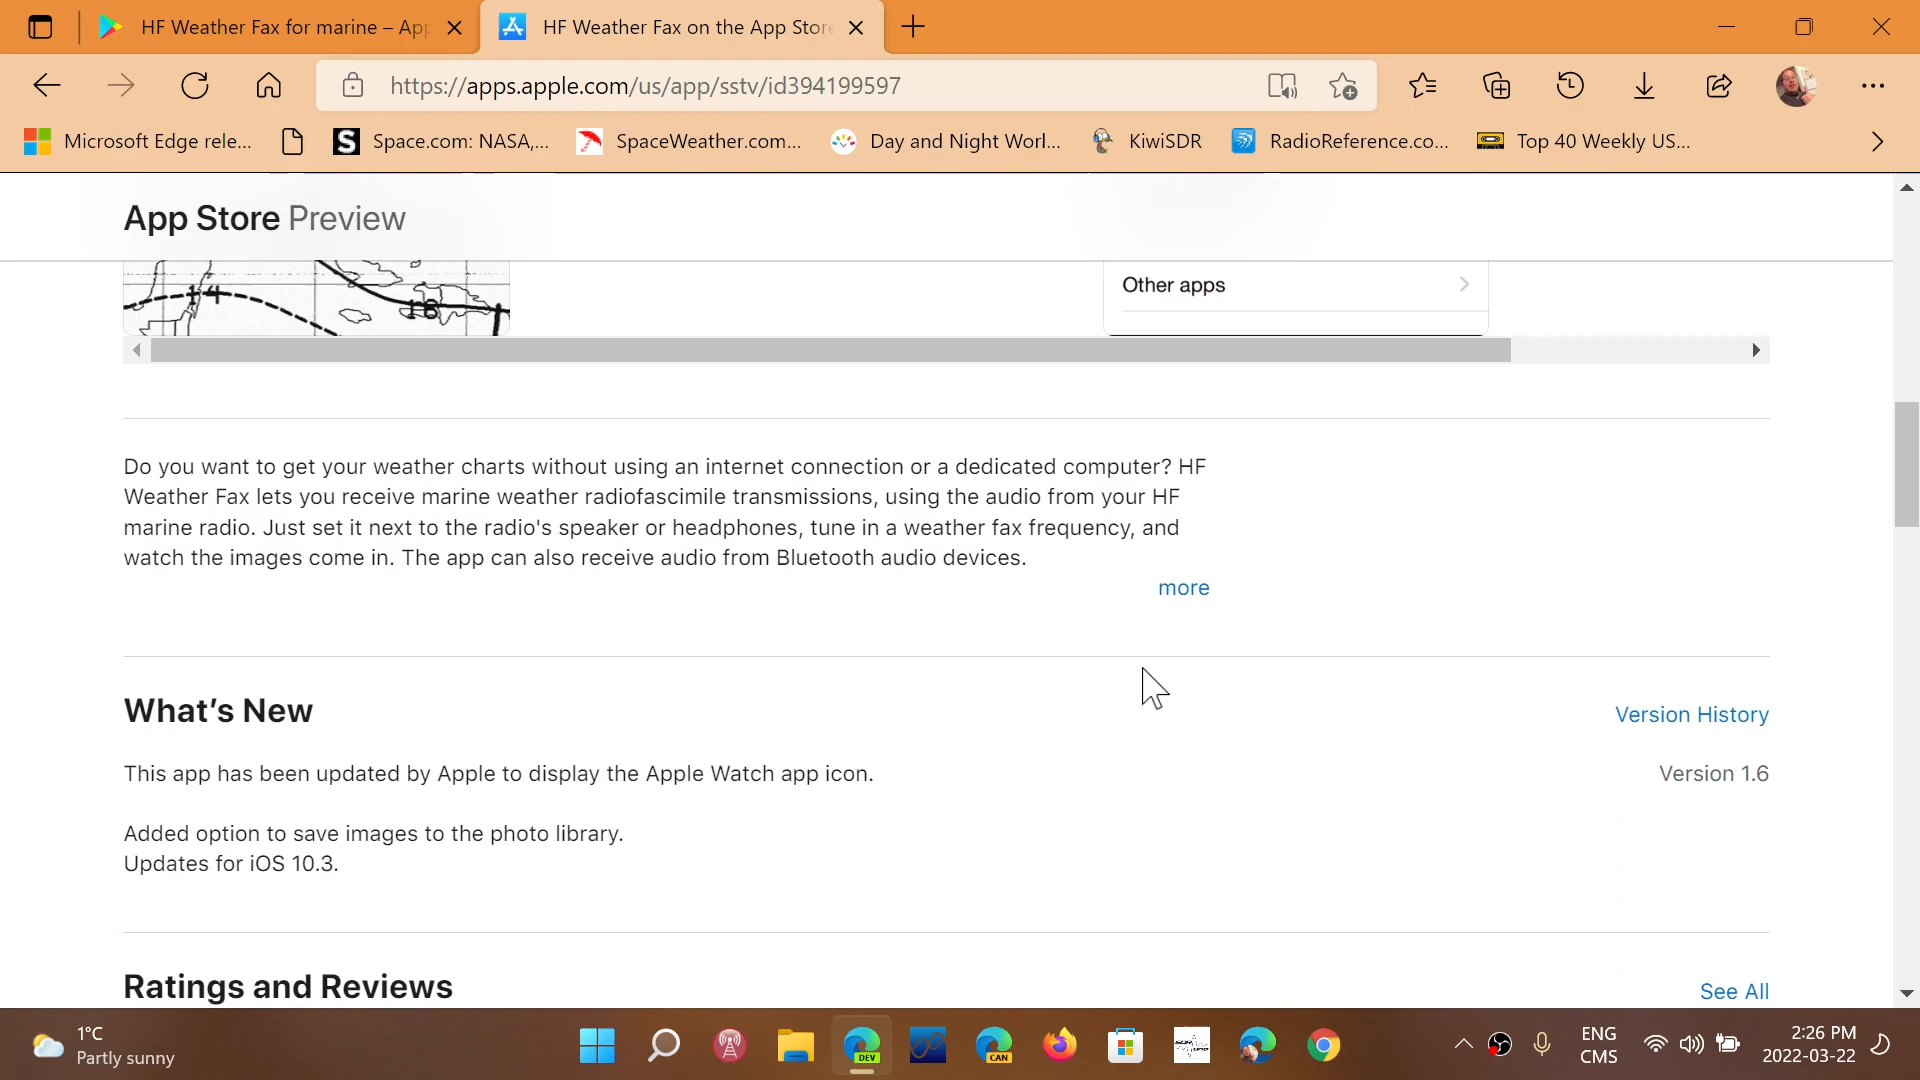 HF Weather Fax for marine – App
HF Weather Fax on the App Store
https://apps.apple.com/us/app/sstv/id394199597
Microsoft Edge rele...
Space.com: NASA,...
SpaceWeather.com...
Day and Night Worl...
KiwiSDR
RadioReference.co...
Top 40 Weekly US...
App Store Preview
14
16
Other apps
Do you want to get your weather charts without using an internet connection or a dedicated computer? HF
Weather Fax lets you receive marine weather radiofascimile transmissions, using the audio from your HF
marine radio. Just set it next to the radio's speaker or headphones, tune in a weather fax frequency, and
watch the images come in. The app can also receive audio from Bluetooth audio devices.
more
What's New
Version History
This app has been updated by Apple to display the Apple Watch app icon.
Version 1.6
Added option to save images to the photo library.
Updates for iOS 10.3.
Ratings and Reviews
See All
1°C
Partly sunny
DEV
CAN
ENG
CMS
2:26 PM
2022-03-22